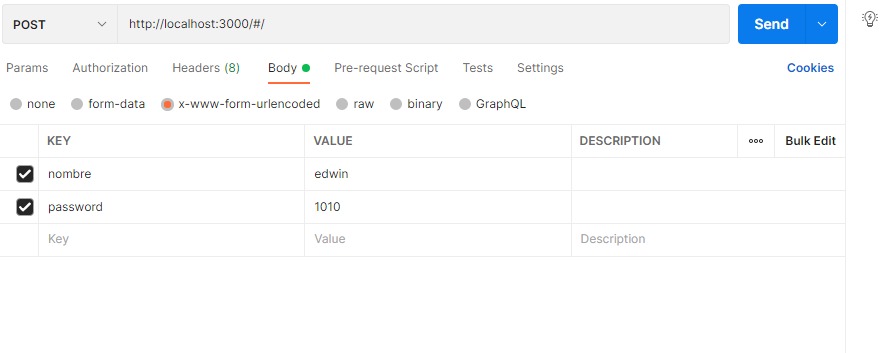 POST http://localhost:3000/#/ Send
Params Authorization Headers (8) Body Pre-request Script Tests Settings Cookies
none form-data x-www-form-urlencoded raw binary GraphQL
KEY VALUE DESCRIPTION ooo Bulk Edit
nombre edwin
password 1010
Key Value Description